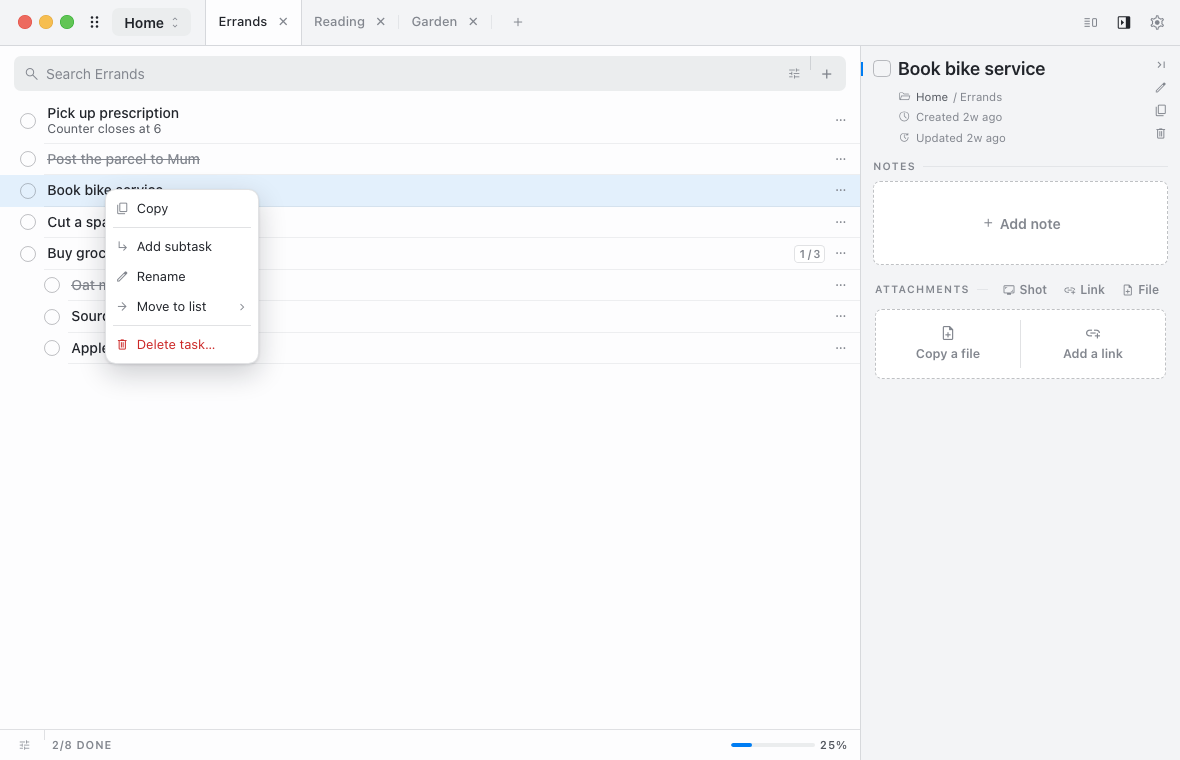 Home
Errands
Reading
Garden
Search Errands
Pick up prescription
Counter closes at 6
Post the parcel to Mum
Book bike service
Cut a spa
Buy groc
1/3
Oat
Sourc
Apple
Copy
Add subtask
Rename
Move to list
Delete task...
2/8 DONE
25%
Book bike service
Home / Errands
Created 2w ago
Updated 2w ago
NOTES
+ Add note
ATTACHMENTS
Shot
Link
File
Copy a file
Add a link